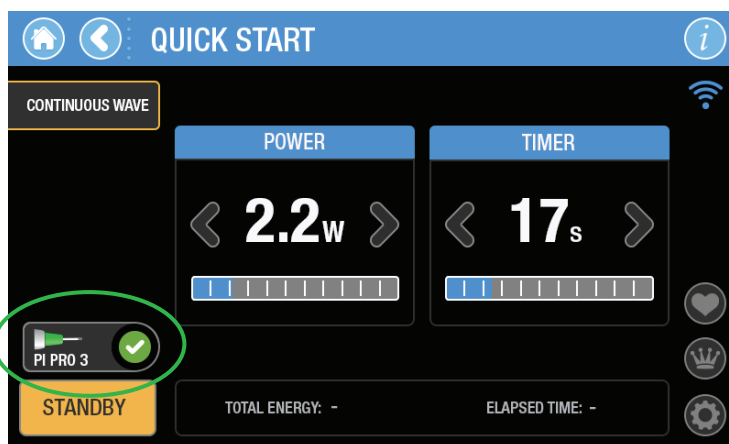 QUICK START
i
CONTINUOUS WAVE
POWER
TIMER
2.2W
17s
PI PRO 3
STANDBY
TOTAL ENERGY: -
ELAPSED TIME: -